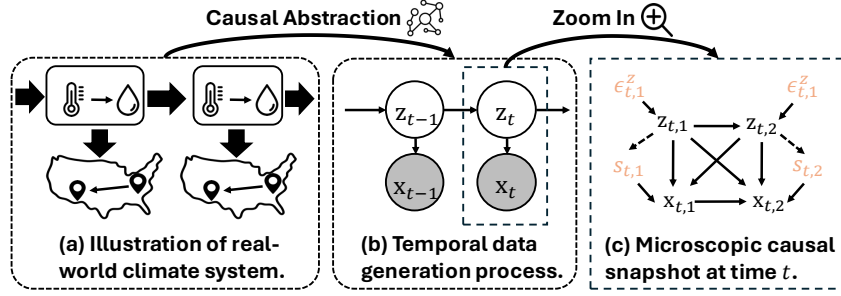 Causal Abstraction
Zoom In
z_{t-1}
z_t
x_{t-1}
x_t
ϵ^z_{t,1}
ϵ^z_{t,1}
z_{t,1}
z_{t,2}
s_{t,1}
s_{t,2}
x_{t,1}
x_{t,2}
(a) Illustration of real-
world climate system.
(b) Temporal data
generation process.
(c) Microscopic causal
snapshot at time t.